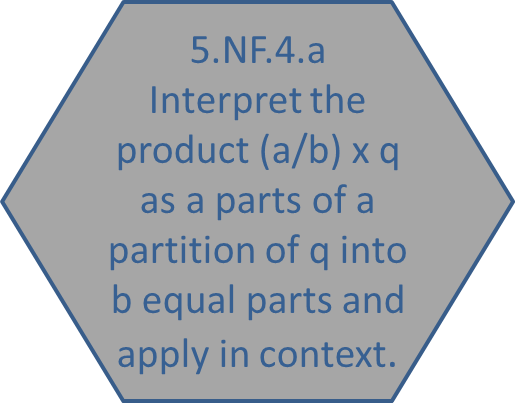 5.NF.4.a
Interpret the
product (a/b) x q
as a parts of a
partition of q into
b equal parts and
apply in context.